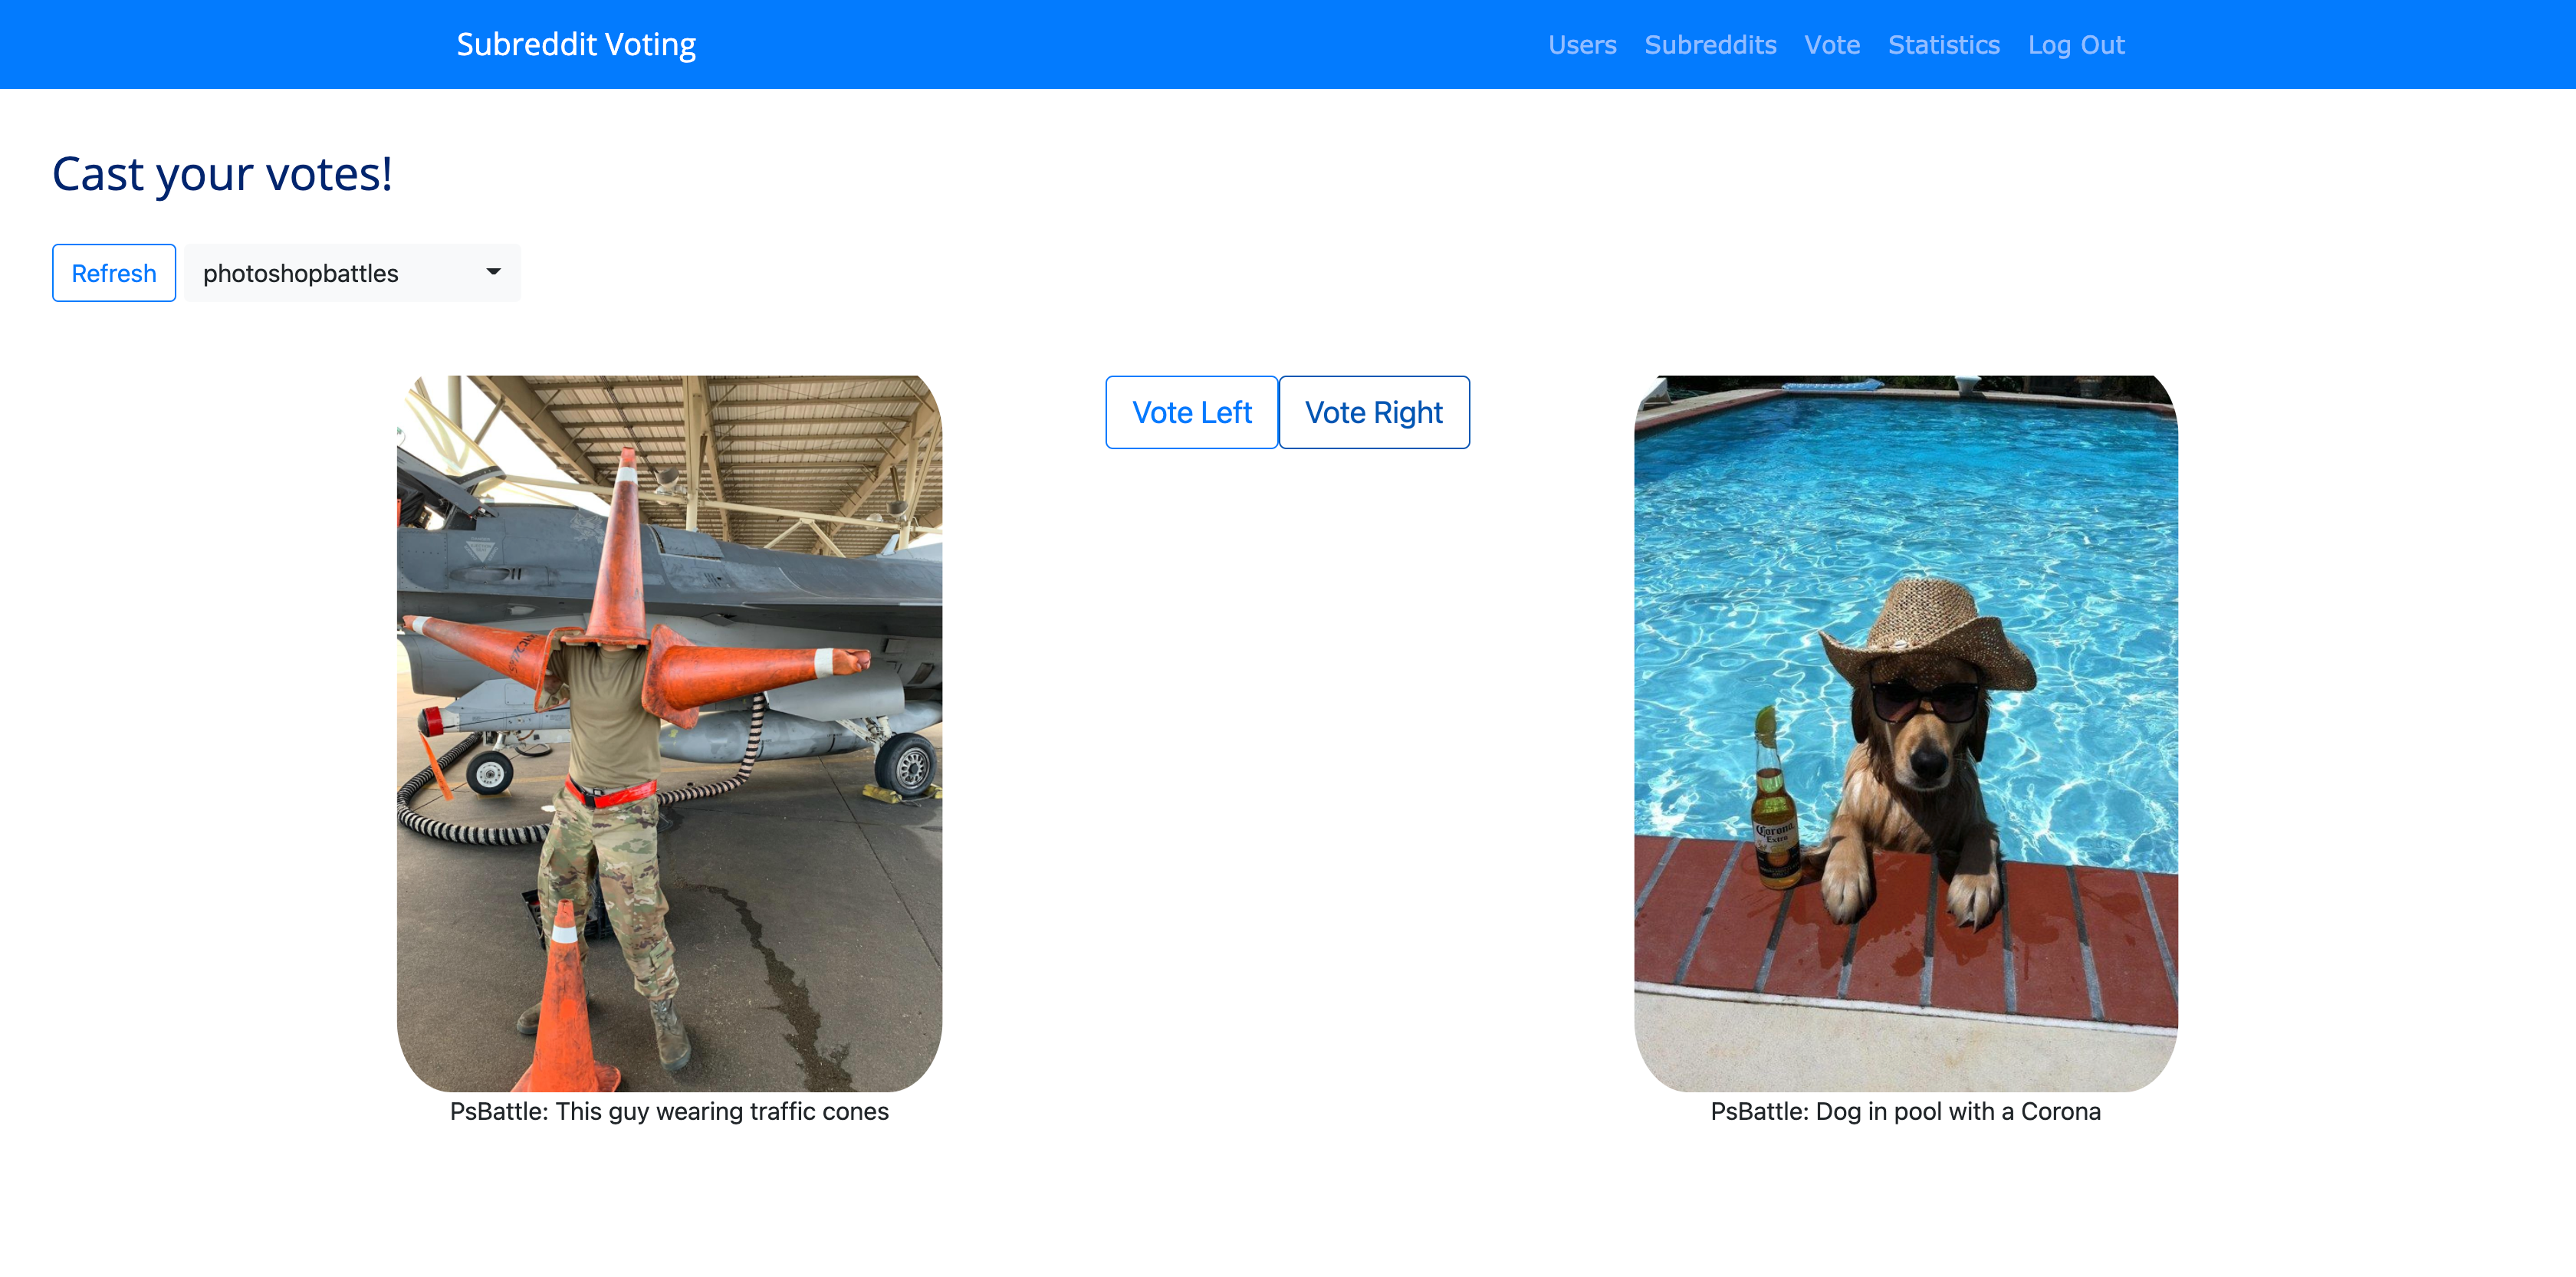 Subreddit Voting
Users Subreddits Vote Statistics Log Out
Cast your votes!
Refresh photoshopbattles
Vote Left Vote Right
Corona
Extra
PsBattle: This guy wearing traffic cones
PsBattle: Dog in pool with a Corona